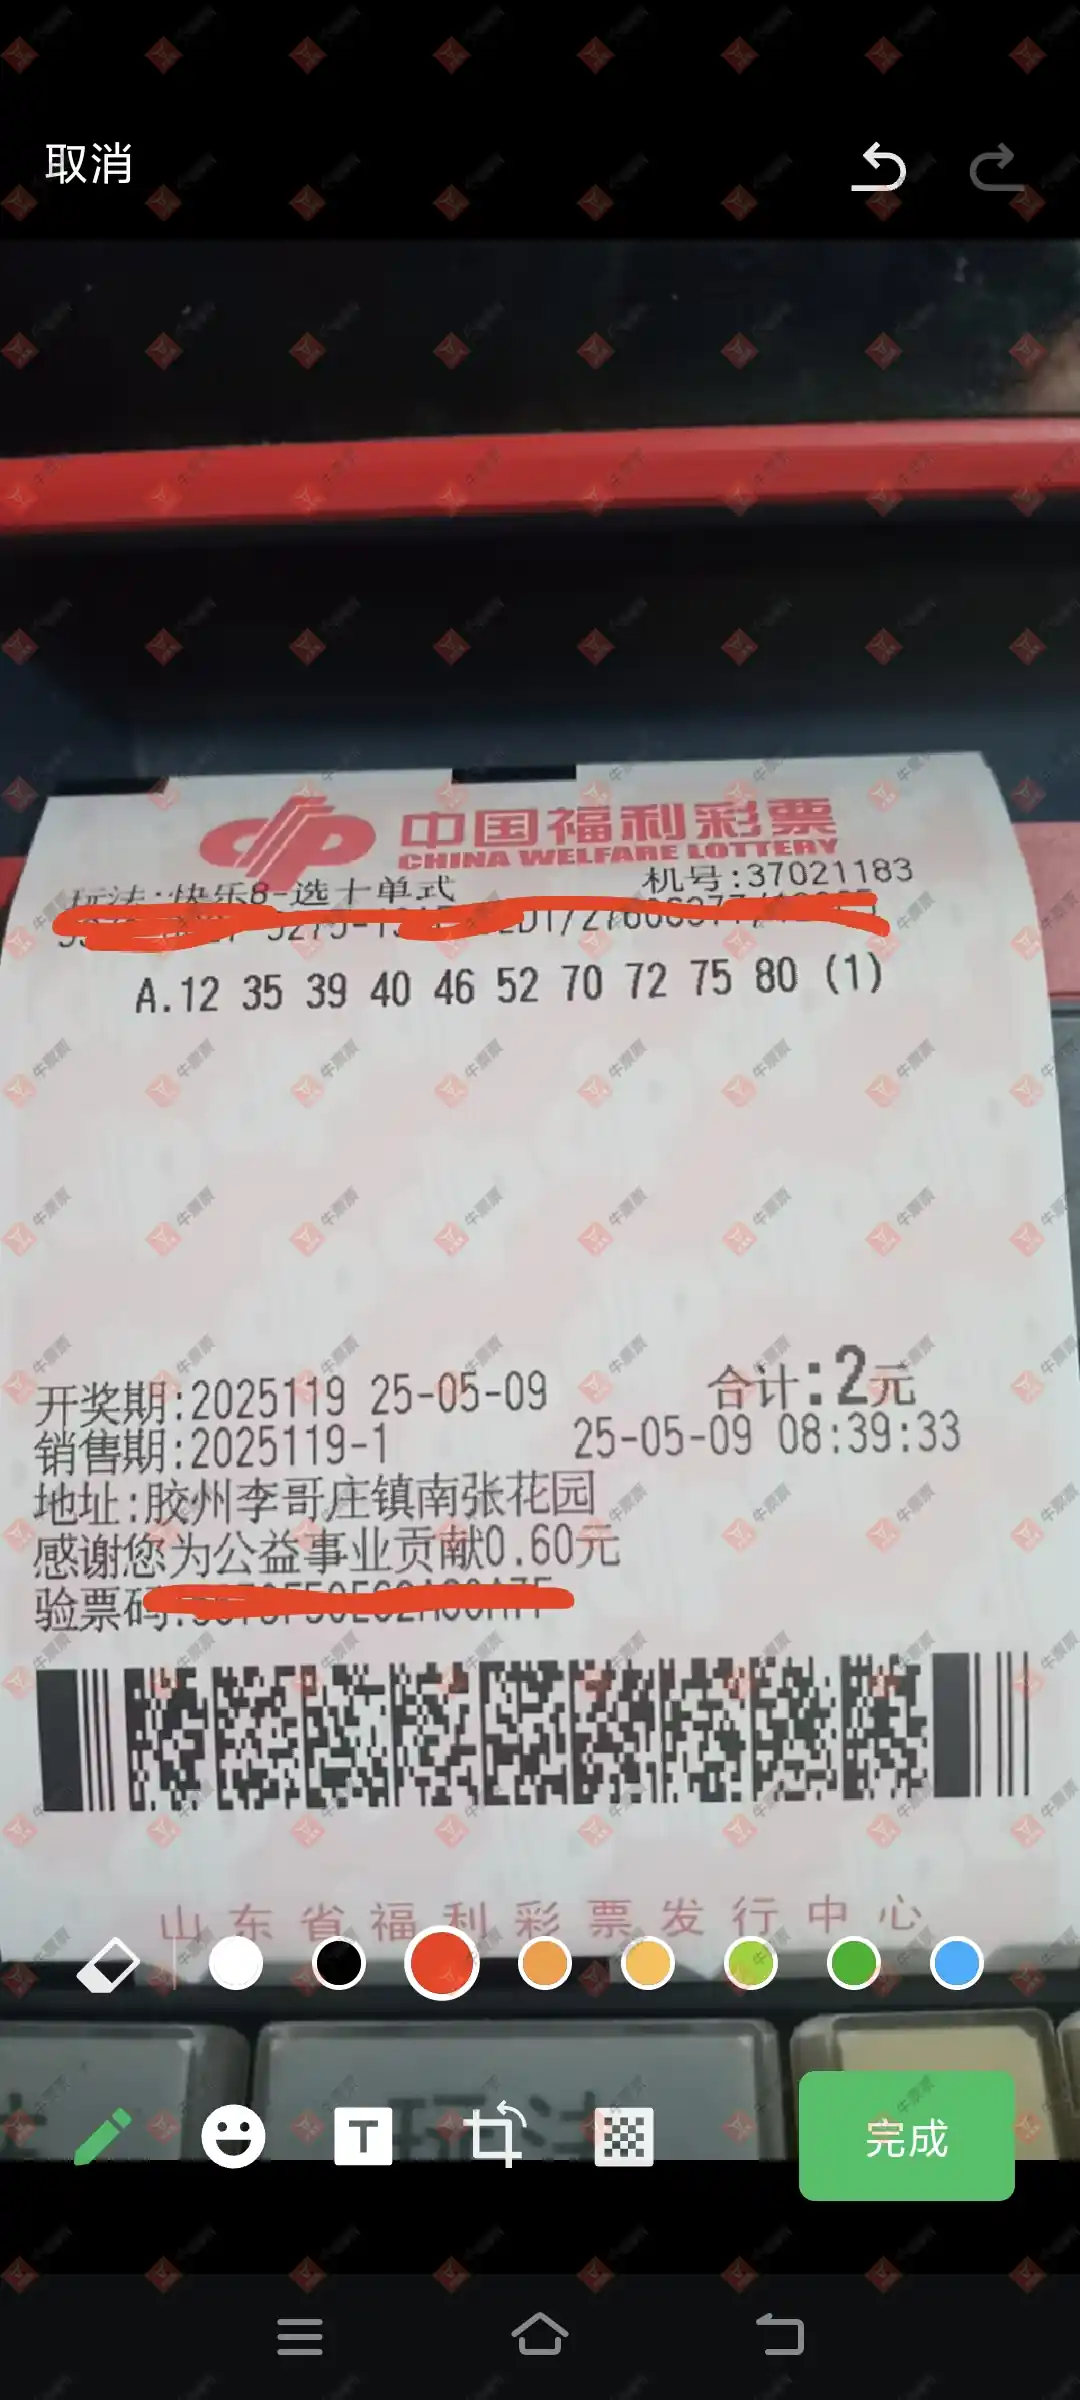 取消
中国福利彩票
CHINA WELFARE LOTTERY
玩法:快乐8-选十单式 机号:37021183
A.12 35 39 40 46 52 70 72 75 80 (1)
合计:2元
开奖期:2025119 25-05-09
销售期:2025119-1 25-05-09 08:39:33
地址:胶州李哥庄镇南张花园
感谢您为公益事业贡献0.60元
验票码:
山东省福利彩票发行中心
T
玩法
完成
牛票票